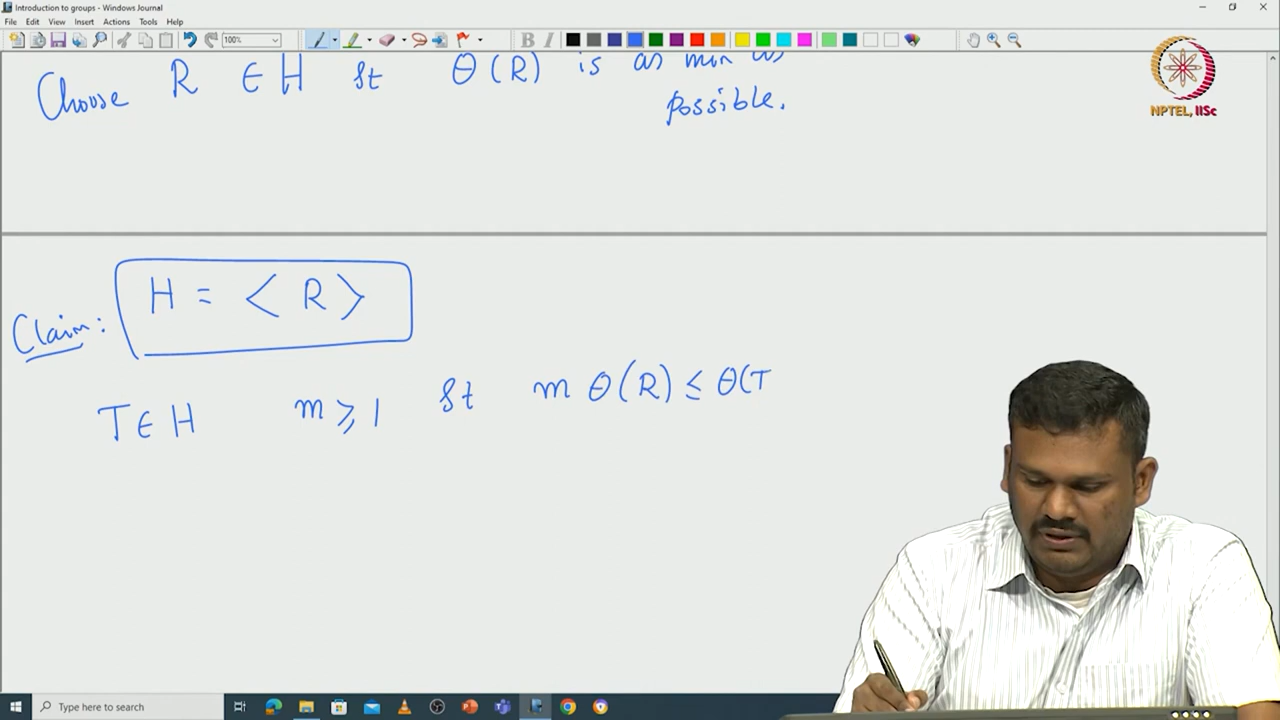 Introduction to groups - Windows Journal
File Edit View Insert Actions Tools Help
100%
B I
Choose R ∈ H st θ(R) is as min as
possible.
NPTEL, IISc
Claim: H = < R >
T ∈ H m ⩾ 1 st m θ(R) ≤ θ(T
Type here to search